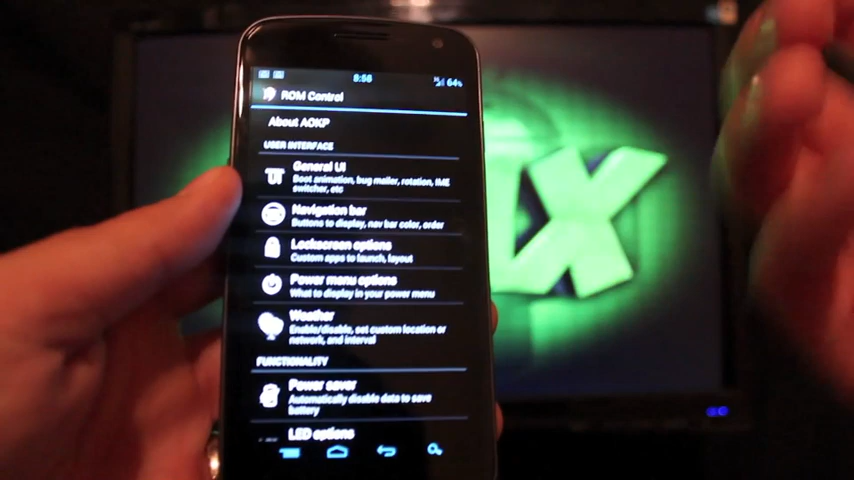 9:56
64%
ROM Control
About AOKP
USER INTERFACE
General UI
Boot animation, bug mailer, rotation, IME
switcher, etc
Navigation bar
Buttons to display, nav bar color, order
Lockscreen options
Custom apps to launch, layout
Power menu options
What to display in your power menu
Weather
Enable/disable, set custom location or
network, and interval
FUNCTIONALITY
Power saver
Automatically disable data to save
battery
LED options
X